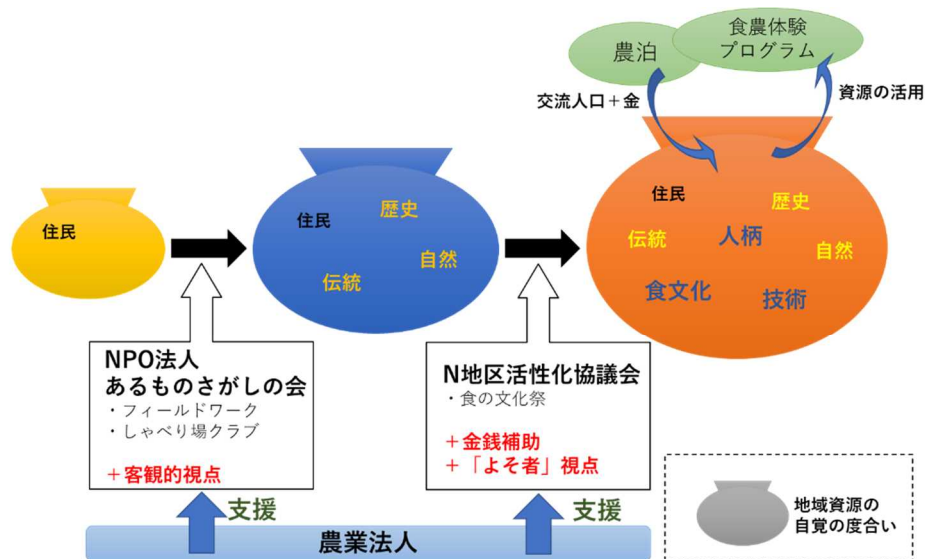 農泊
食農体験
プログラム
交流人口＋金
資源の活用
住民
住民
歴史
自然
伝統
住民
歴史
伝統
人柄
自然
食文化
技術
NPO法人
あるものさがしの会
・フィールドワーク
・しゃべり場クラブ
＋客観的視点
N地区活性化協議会
・食の文化祭
＋金銭補助
＋「よそ者」視点
支援
支援
農業法人
地域資源の
自覚の度合い